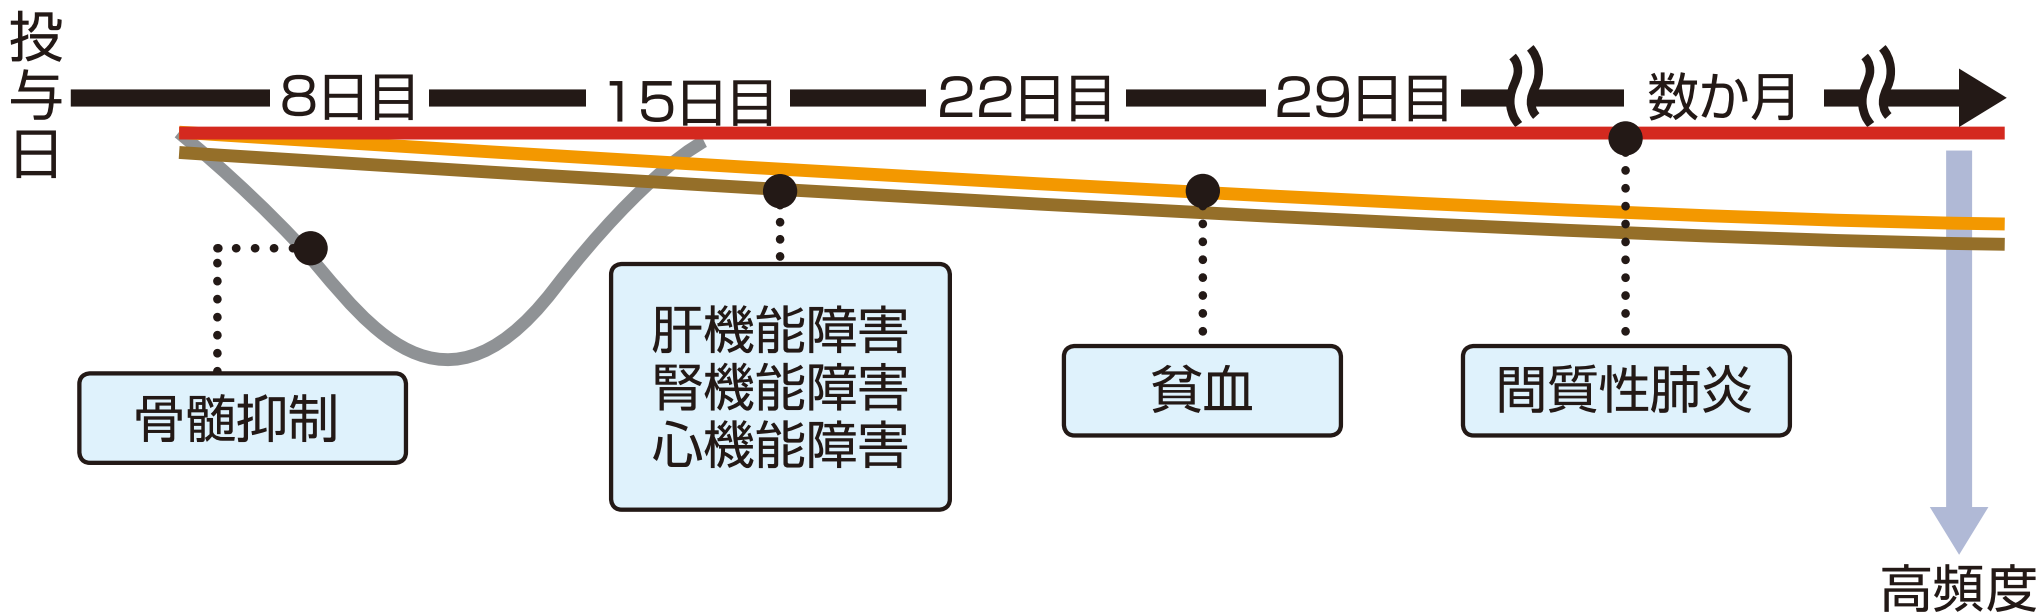 投与日
8日目
15日目
22日目
29日目
数か月
骨髄抑制
肝機能障害
腎機能障害
心機能障害
貧血
間質性肺炎
高頻度